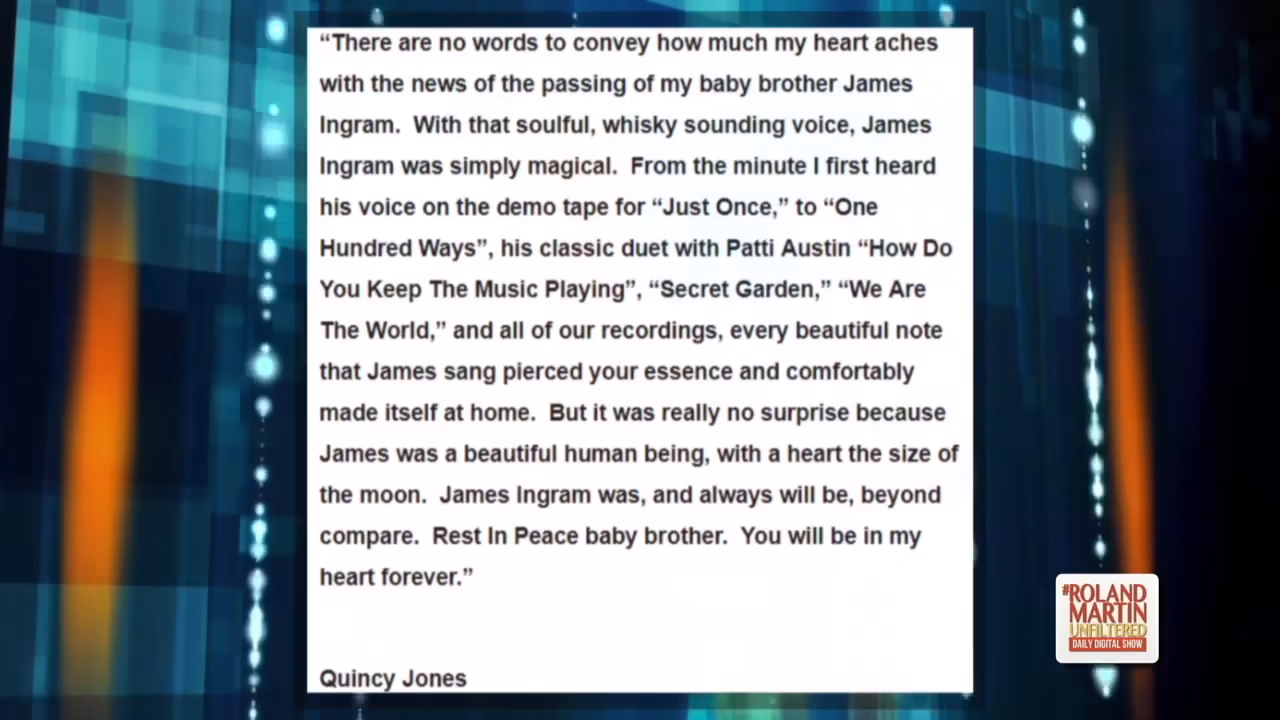 “There are no words to convey how much my heart aches
with the news of the passing of my baby brother James
Ingram.  With that soulful, whisky sounding voice, James
Ingram was simply magical.  From the minute I first heard
his voice on the demo tape for “Just Once,” to “One
Hundred Ways”, his classic duet with Patti Austin “How Do
You Keep The Music Playing”, “Secret Garden,” “We Are
The World,” and all of our recordings, every beautiful note
that James sang pierced your essence and comfortably
made itself at home.  But it was really no surprise because
James was a beautiful human being, with a heart the size of
the moon.  James Ingram was, and always will be, beyond
compare.  Rest In Peace baby brother.  You will be in my
heart forever.”
Quincy Jones
#ROLAND
MARTIN
UNFILTERED
DAILY DIGITAL SHOW